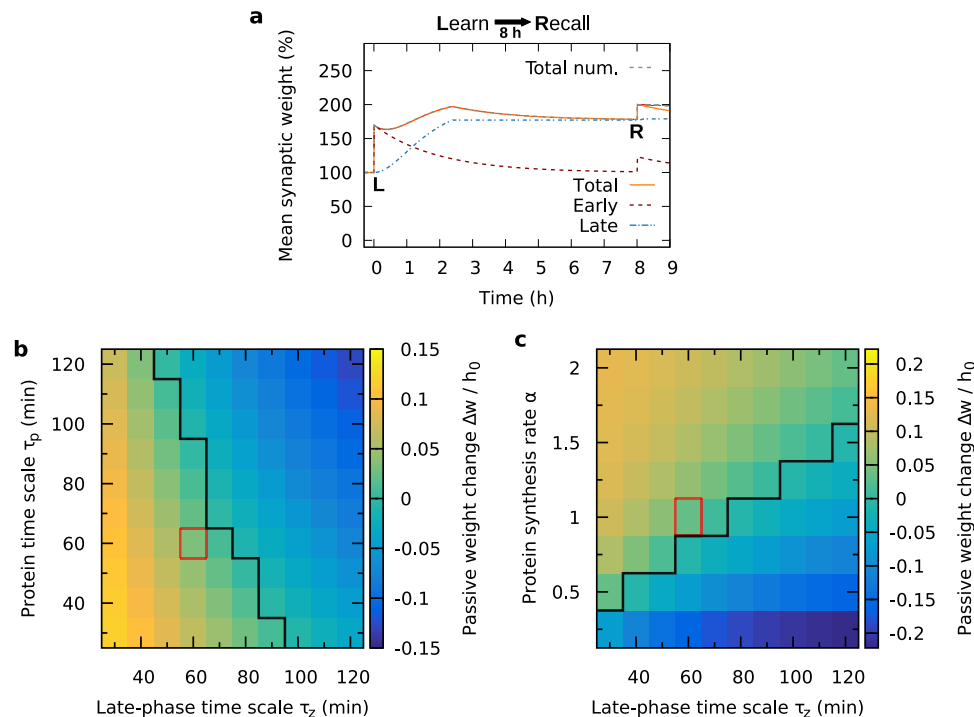 a
Learn Recall
8 h
Mean synaptic weight (%)
250
200
150
100
50
0
Total num.
L
R
Total
Early
Late
0 1 2 3 4 5 6 7 8 9
Time (h)
b
Protein time scale τp (min)
120
100
80
60
40
40 60 80 100 120
Late-phase time scale τz (min)
0.15
0.10
0.05
0
-0.05
-0.10
-0.15
Passive weight change Δw / h0
c
Protein synthesis rate α
2
1.5
1
0.5
40 60 80 100 120
Late-phase time scale τz (min)
0.2
0.15
0.1
0.05
0
-0.05
-0.1
-0.15
-0.2
Passive weight change Δw / h0